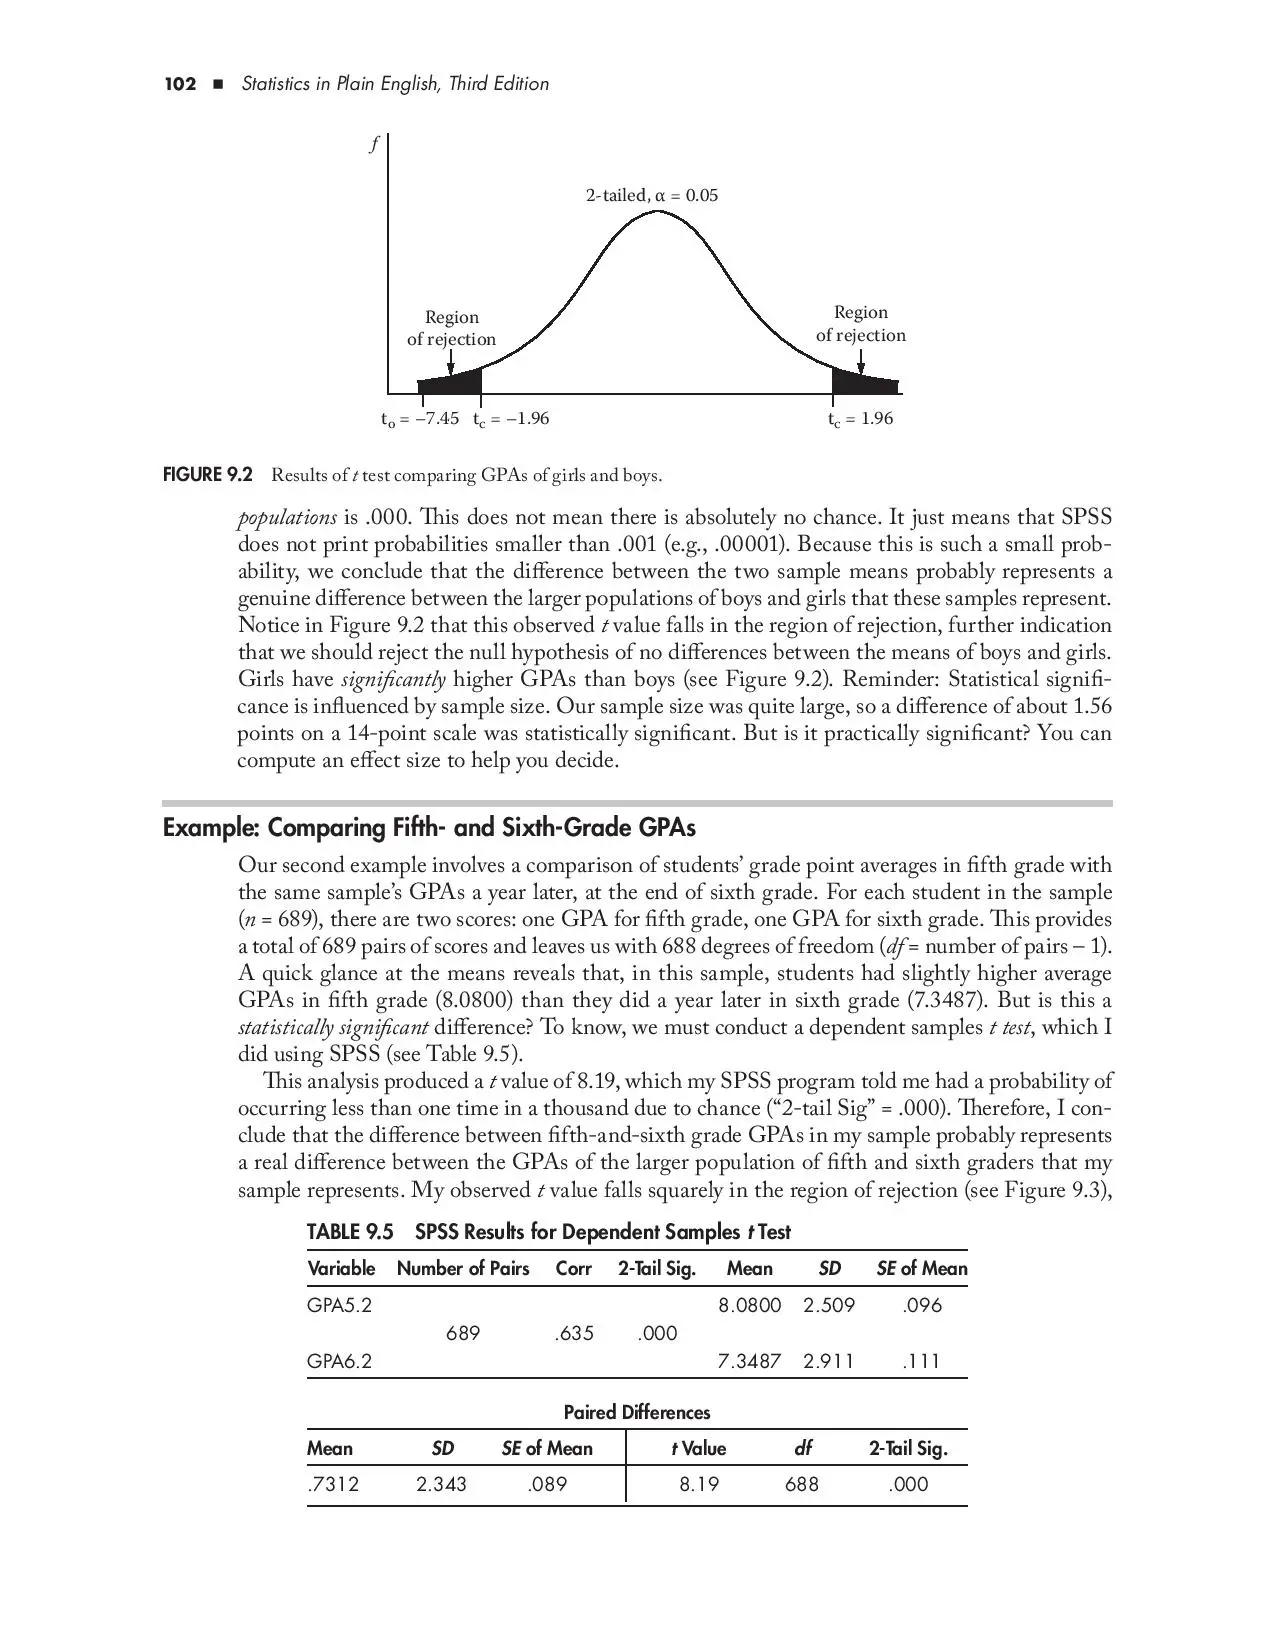 102 ■ Statistics in Plain English, Third Edition
f
2-tailed, α = 0.05
Region
of rejection
Region
of rejection
to = –7.45 tc = –1.96 tc = 1.96
FIGURE 9.2 Results of t test comparing GPAs of girls and boys.
populations is .000. This does not mean there is absolutely no chance. It just means that SPSS
does not print probabilities smaller than .001 (e.g., .00001). Because this is such a small prob-
ability, we conclude that the difference between the two sample means probably represents a
genuine difference between the larger populations of boys and girls that these samples represent.
Notice in Figure 9.2 that this observed t value falls in the region of rejection, further indication
that we should reject the null hypothesis of no differences between the means of boys and girls.
Girls have significantly higher GPAs than boys (see Figure 9.2). Reminder: Statistical signifi-
cance is influenced by sample size. Our sample size was quite large, so a difference of about 1.56
points on a 14-point scale was statistically significant. But is it practically significant? You can
compute an effect size to help you decide.
Example: Comparing Fifth- and Sixth-Grade GPAs
Our second example involves a comparison of students’ grade point averages in fifth grade with
the same sample’s GPAs a year later, at the end of sixth grade. For each student in the sample
(n = 689), there are two scores: one GPA for fifth grade, one GPA for sixth grade. This provides
a total of 689 pairs of scores and leaves us with 688 degrees of freedom (df = number of pairs – 1).
A quick glance at the means reveals that, in this sample, students had slightly higher average
GPAs in fifth grade (8.0800) than they did a year later in sixth grade (7.3487). But is this a
statistically significant difference? To know, we must conduct a dependent samples t test, which I
did using SPSS (see Table 9.5).
This analysis produced a t value of 8.19, which my SPSS program told me had a probability of
occurring less than one time in a thousand due to chance (“2-tail Sig” = .000). Therefore, I con-
clude that the difference between fifth-and-sixth grade GPAs in my sample probably represents
a real difference between the GPAs of the larger population of fifth and sixth graders that my
sample represents. My observed t value falls squarely in the region of rejection (see Figure 9.3),
TABLE 9.5 SPSS Results for Dependent Samples t Test
Variable Number of Pairs Corr 2-Tail Sig. Mean SD SE of Mean
GPA5.2 8.0800 2.509 .096
689 .635 .000
GPA6.2 7.3487 2.911 .111
Paired Differences
Mean SD SE of Mean t Value df 2-Tail Sig.
.7312 2.343 .089 8.19 688 .000